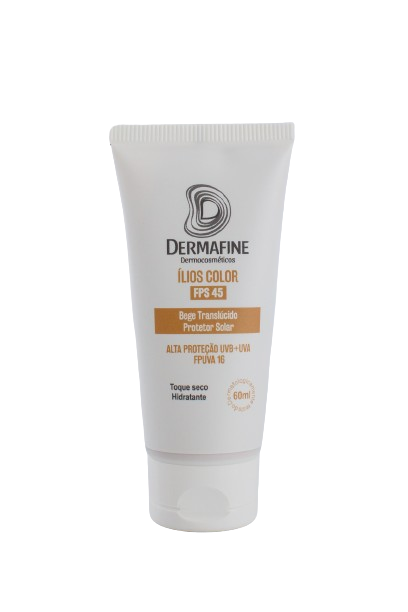 DERMAFINE
Dermocosméticos
ÍLIOS COLOR
FPS 45
Bege Translúcido
Protetor Solar
ALTA PROTEÇÃO UVB+UVA
FPUVA 16
Toque seco
Hidratante
60ml